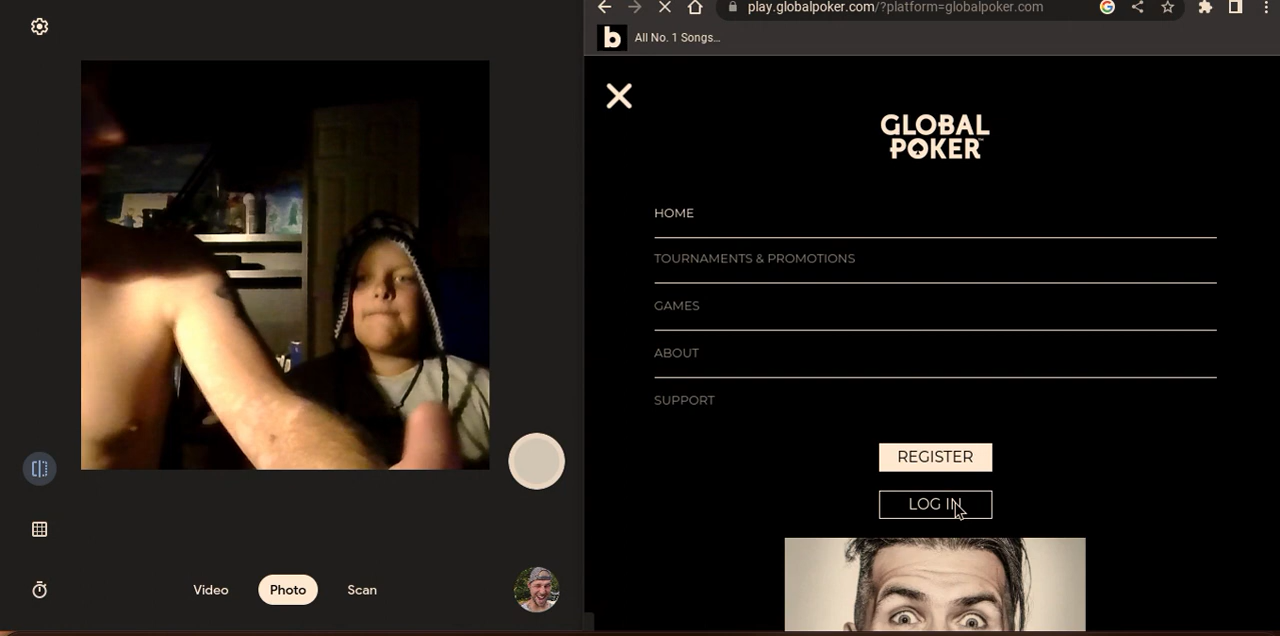 play.globalpoker.com/?platform=globalpoker.com
b All No. 1 Songs...
GLOBAL
POKER
HOME
TOURNAMENTS & PROMOTIONS
GAMES
ABOUT
SUPPORT
REGISTER
LOG IN
Video Photo Scan